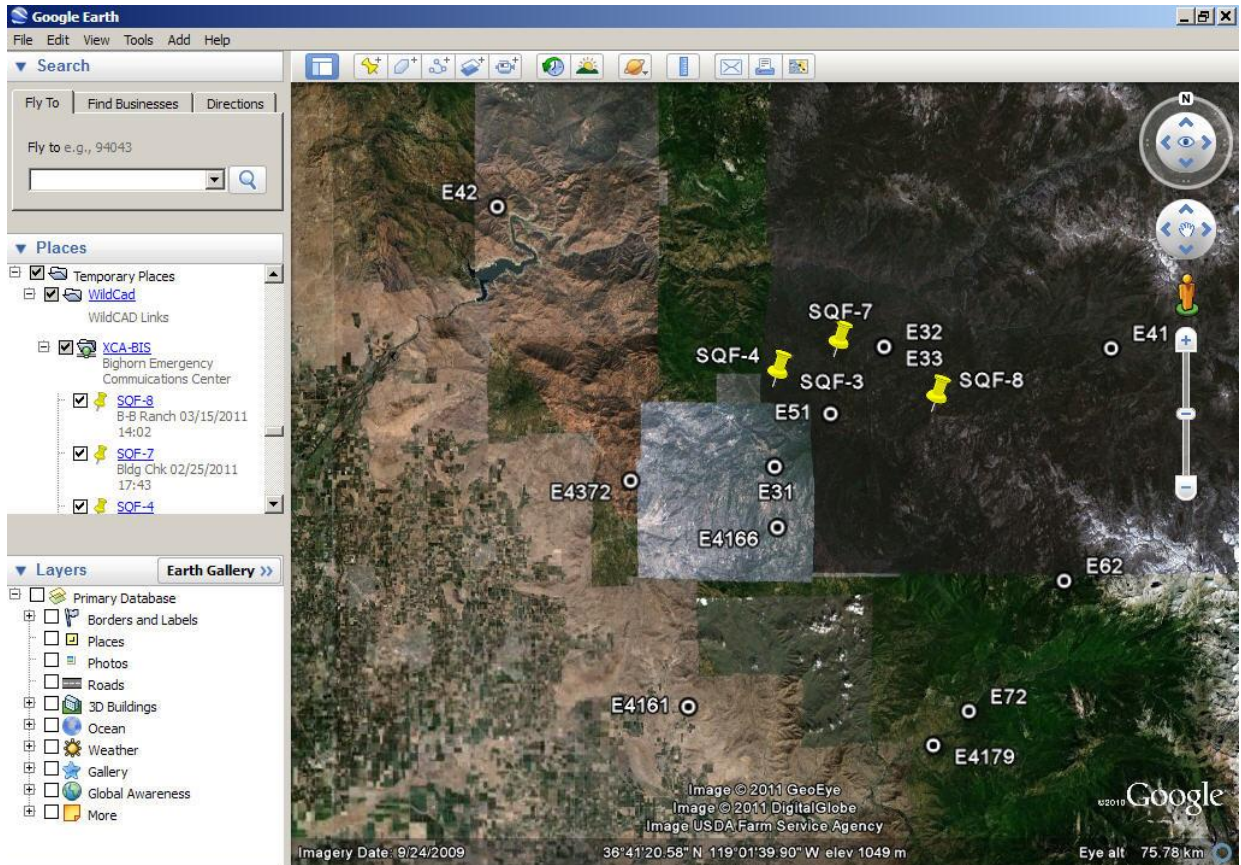 Google Earth
File Edit View Tools Add Help
Search
Fly To Find Businesses Directions
Fly to e.g., 94043
Places
Temporary Places
WildCad
WildCAD Links
XCA-BIS
Bighorn Emergency
Commuications Center
SQF-8
B-B Ranch 03/15/2011
14:02
SQF-7
Bldg Chk 02/25/2011
17:43
SQF-4
Layers Earth Gallery >>
Primary Database
Borders and Labels
Places
Photos
Roads
3D Buildings
Ocean
Weather
Gallery
Global Awareness
More
N
E42
SQF-7
E32
E41
SQF-4
E33
SQF-3
SQF-8
E51
E4372
E31
E4166
E62
E4161
E72
E4179
Image © 2011 GeoEye
Image © 2011 DigitalGlobe
Image USDA Farm Service Agency
©2010 Google
Imagery Date: 9/24/2009 36°41'20.58" N 119°01'39.90" W elev 1049 m Eye alt 75.78 km